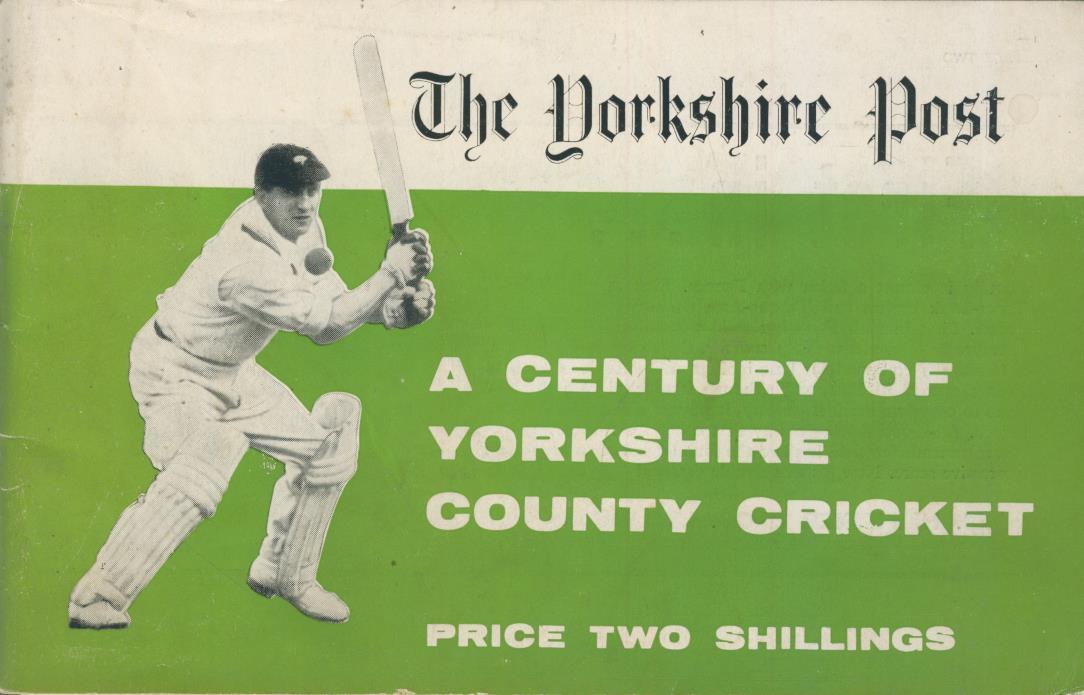 The Yorkshire Post
A CENTURY OF
YORKSHIRE
COUNTY CRICKET
PRICE TWO SHILLINGS